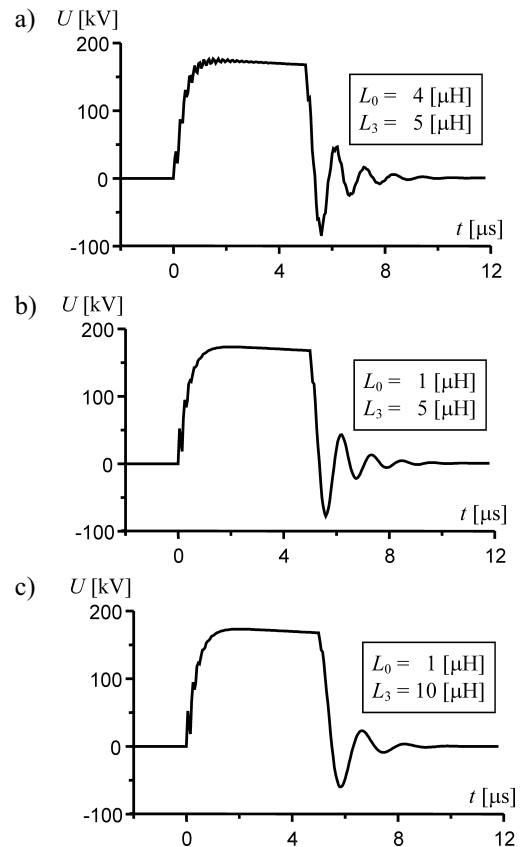 a)
U [kV]
200
100
0
-100
L₀ = 4 [μH]
L₃ = 5 [μH]
t [μs]
0 4 8 12
b)
U [kV]
200
100
0
-100
L₀ = 1 [μH]
L₃ = 5 [μH]
t [μs]
0 4 8 12
c)
U [kV]
200
100
0
-100
L₀ = 1 [μH]
L₃ = 10 [μH]
t [μs]
0 4 8 12